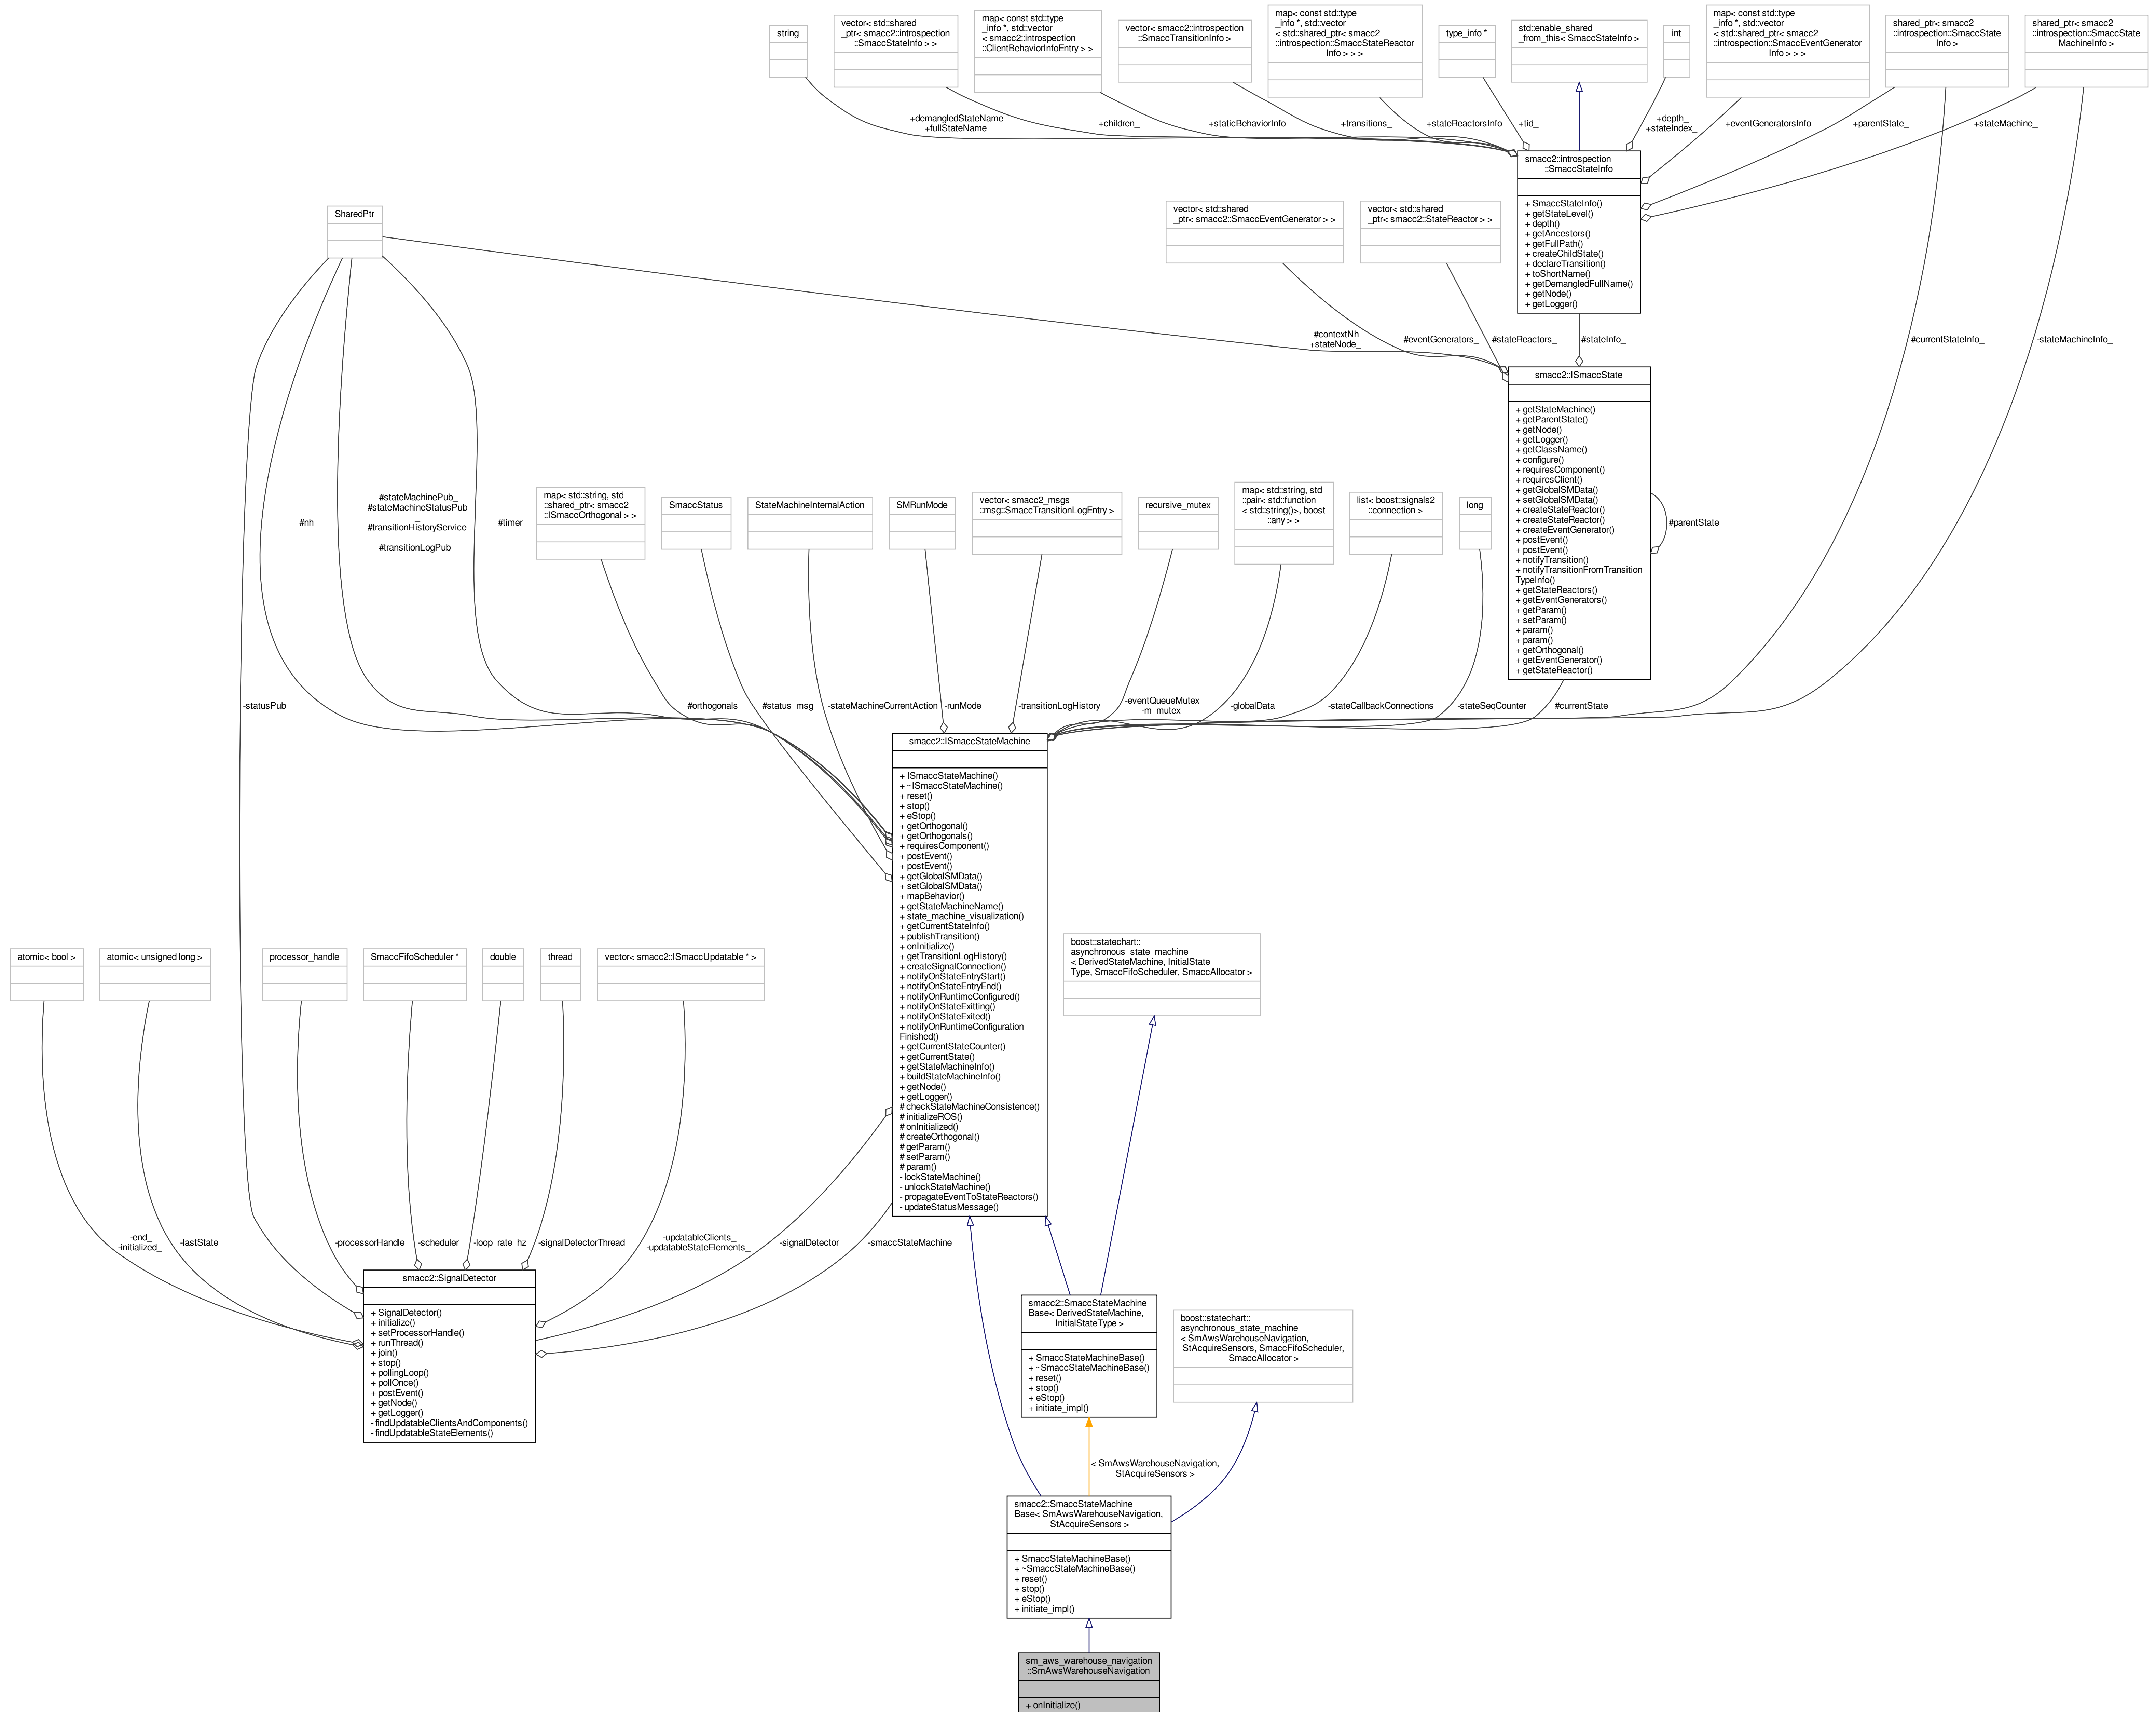 string
vector< std::shared
_ptr< smacc2::introspection
::SmaccStateInfo > >
map< const std::type
_info *, std::vector
< smacc2::introspection
::ClientBehaviorInfoEntry > >
vector< smacc2::introspection
::SmaccTransitionInfo >
map< const std::type
_info *, std::vector
< std::shared_ptr< smacc2
::introspection::SmaccStateReactor
Info > > >
type_info *
std::enable_shared
_from_this< SmaccStateInfo >
int
map< const std::type
_info *, std::vector
< std::shared_ptr< smacc2
::introspection::SmaccEventGenerator
Info > > >
shared_ptr< smacc2
::introspection::SmaccState
Info >
shared_ptr< smacc2
::introspection::SmaccState
MachineInfo >
+demangledStateName
+fullStateName
+children_
+staticBehaviorInfo
+transitions_
+stateReactorsInfo
+tid_
+depth_
+stateIndex_
+eventGeneratorsInfo
+parentState_
+stateMachine_
smacc2::introspection
::SmaccStateInfo
+ SmaccStateInfo()
+ getStateLevel()
+ depth()
+ getAncestors()
+ getFullPath()
+ createChildState()
+ declareTransition()
+ toShortName()
+ getDemangledFullName()
+ getNode()
+ getLogger()
SharedPtr
vector< std::shared
_ptr< smacc2::SmaccEventGenerator > >
vector< std::shared
_ptr< smacc2::StateReactor > >
#contextNh
+stateNode_
#eventGenerators_
#stateReactors_
#stateInfo_
#currentStateInfo_
-stateMachineInfo_
smacc2::ISmaccState
+ getStateMachine()
+ getParentState()
+ getNode()
+ getLogger()
+ getClassName()
+ configure()
+ requiresComponent()
+ requiresClient()
+ getGlobalSMData()
+ setGlobalSMData()
+ createStateReactor()
+ createStateReactor()
+ createEventGenerator()
+ postEvent()
+ postEvent()
+ notifyTransition()
+ notifyTransitionFromTransition
TypeInfo()
+ getStateReactors()
+ getEventGenerators()
+ getParam()
+ setParam()
+ param()
+ param()
+ getOrthogonal()
+ getEventGenerator()
+ getStateReactor()
#parentState_
#nh_
#stateMachinePub_
#stateMachineStatusPub
_
#transitionHistoryService
_
#transitionLogPub_
#timer_
map< std::string, std
::shared_ptr< smacc2
::ISmaccOrthogonal > >
SmaccStatus
StateMachineInternalAction
SMRunMode
vector< smacc2_msgs
::msg::SmaccTransitionLogEntry >
recursive_mutex
map< std::string, std
::pair< std::function
< std::string()>, boost
::any > >
list< boost::signals2
::connection >
long
-statusPub_
#orthogonals_
#status_msg_
-stateMachineCurrentAction
-runMode_
-transitionLogHistory_
-eventQueueMutex_
-m_mutex_
-globalData_
-stateCallbackConnections
-stateSeqCounter_
#currentState_
smacc2::ISmaccStateMachine
+ ISmaccStateMachine()
+ ~ISmaccStateMachine()
+ reset()
+ stop()
+ eStop()
+ getOrthogonal()
+ getOrthogonals()
+ requiresComponent()
+ postEvent()
+ postEvent()
+ getGlobalSMData()
+ setGlobalSMData()
+ mapBehavior()
+ getStateMachineName()
+ state_machine_visualization()
+ getCurrentStateInfo()
+ publishTransition()
+ onInitialize()
+ getTransitionLogHistory()
+ createSignalConnection()
+ notifyOnStateEntryStart()
+ notifyOnStateEntryEnd()
+ notifyOnRuntimeConfigured()
+ notifyOnStateExitting()
+ notifyOnStateExited()
+ notifyOnRuntimeConfiguration
Finished()
+ getCurrentStateCounter()
+ getCurrentState()
+ getStateMachineInfo()
+ buildStateMachineInfo()
+ getNode()
+ getLogger()
# checkStateMachineConsistence()
# initializeROS()
# onInitialized()
# createOrthogonal()
# getParam()
# setParam()
# param()
- lockStateMachine()
- unlockStateMachine()
- propagateEventToStateReactors()
- updateStatusMessage()
boost::statechart::
asynchronous_state_machine
< DerivedStateMachine, InitialState
Type, SmaccFifoScheduler, SmaccAllocator >
atomic< bool >
atomic< unsigned long >
processor_handle
SmaccFifoScheduler *
double
thread
vector< smacc2::ISmaccUpdatable * >
-end_
-initialized_
-lastState_
-processorHandle_
-scheduler_
-loop_rate_hz
-signalDetectorThread_
-updatableClients_
-updatableStateElements_
-signalDetector_
-smaccStateMachine_
smacc2::SignalDetector
+ SignalDetector()
+ initialize()
+ setProcessorHandle()
+ runThread()
+ join()
+ stop()
+ pollingLoop()
+ pollOnce()
+ postEvent()
+ getNode()
+ getLogger()
- findUpdatableClientsAndComponents()
- findUpdatableStateElements()
smacc2::SmaccStateMachine
Base< DerivedStateMachine,
InitialStateType >
+ SmaccStateMachineBase()
+ ~SmaccStateMachineBase()
+ reset()
+ stop()
+ eStop()
+ initiate_impl()
boost::statechart::
asynchronous_state_machine
< SmAwsWarehouseNavigation,
StAcquireSensors, SmaccFifoScheduler,
SmaccAllocator >
< SmAwsWarehouseNavigation,
StAcquireSensors >
smacc2::SmaccStateMachine
Base< SmAwsWarehouseNavigation,
StAcquireSensors >
+ SmaccStateMachineBase()
+ ~SmaccStateMachineBase()
+ reset()
+ stop()
+ eStop()
+ initiate_impl()
sm_aws_warehouse_navigation
::SmAwsWarehouseNavigation
+ onInitialize()